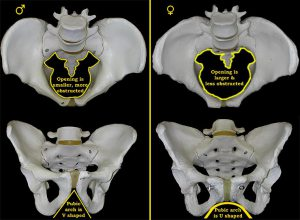 ♂
♀
Opening is
smaller, more
obstructed
Opening is
larger &
less obstructed
Pubic
arch is
V shaped
Pubic arch
is U shaped